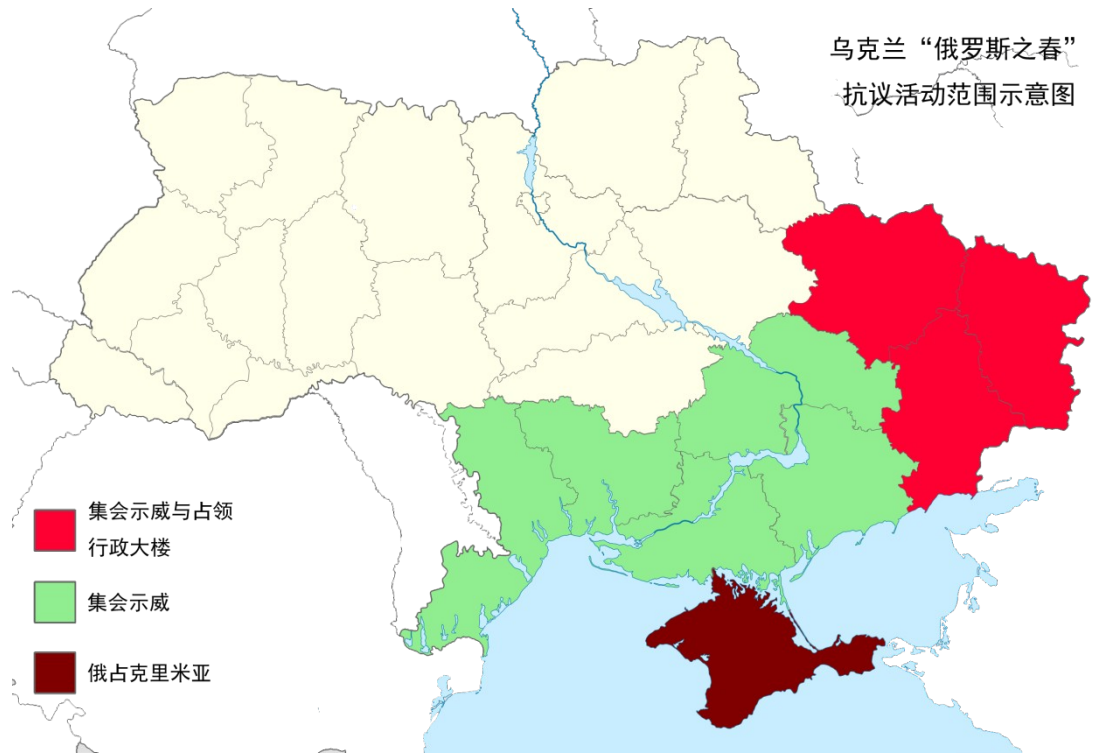 乌克兰“俄罗斯之春”
抗议活动范围示意图
集会示威与占领
行政大楼
集会示威
俄占克里米亚